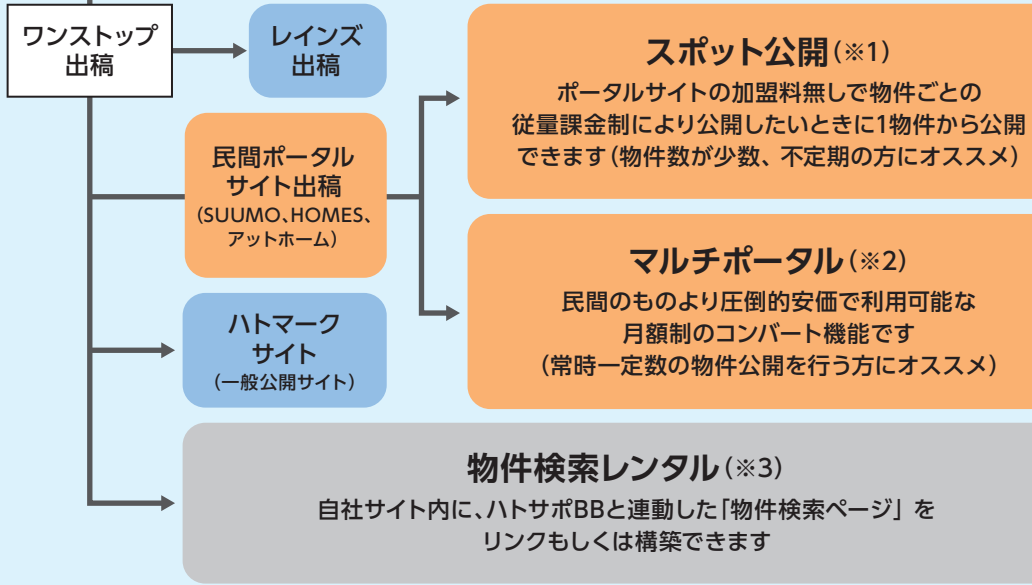 ワンストップ
出稿
レインズ
出稿
民間ポータル
サイト出稿
(SUUMO、HOMES、
アットホーム)
スポット公開(※1)
ポータルサイトの加盟料無しで物件ごとの
従量課金制により公開したいときに1物件から公開
できます(物件数が少数、不定期の方にオススメ)
マルチポータル(※2)
民間のものより圧倒的安価で利用可能な
月額制のコンバート機能です
(常時一定数の物件公開を行う方にオススメ)
ハトマーク
サイト
(一般公開サイト)
物件検索レンタル(※3)
自社サイト内に、ハトサポBBと連動した「物件検索ページ」を
リンクもしくは構築できます